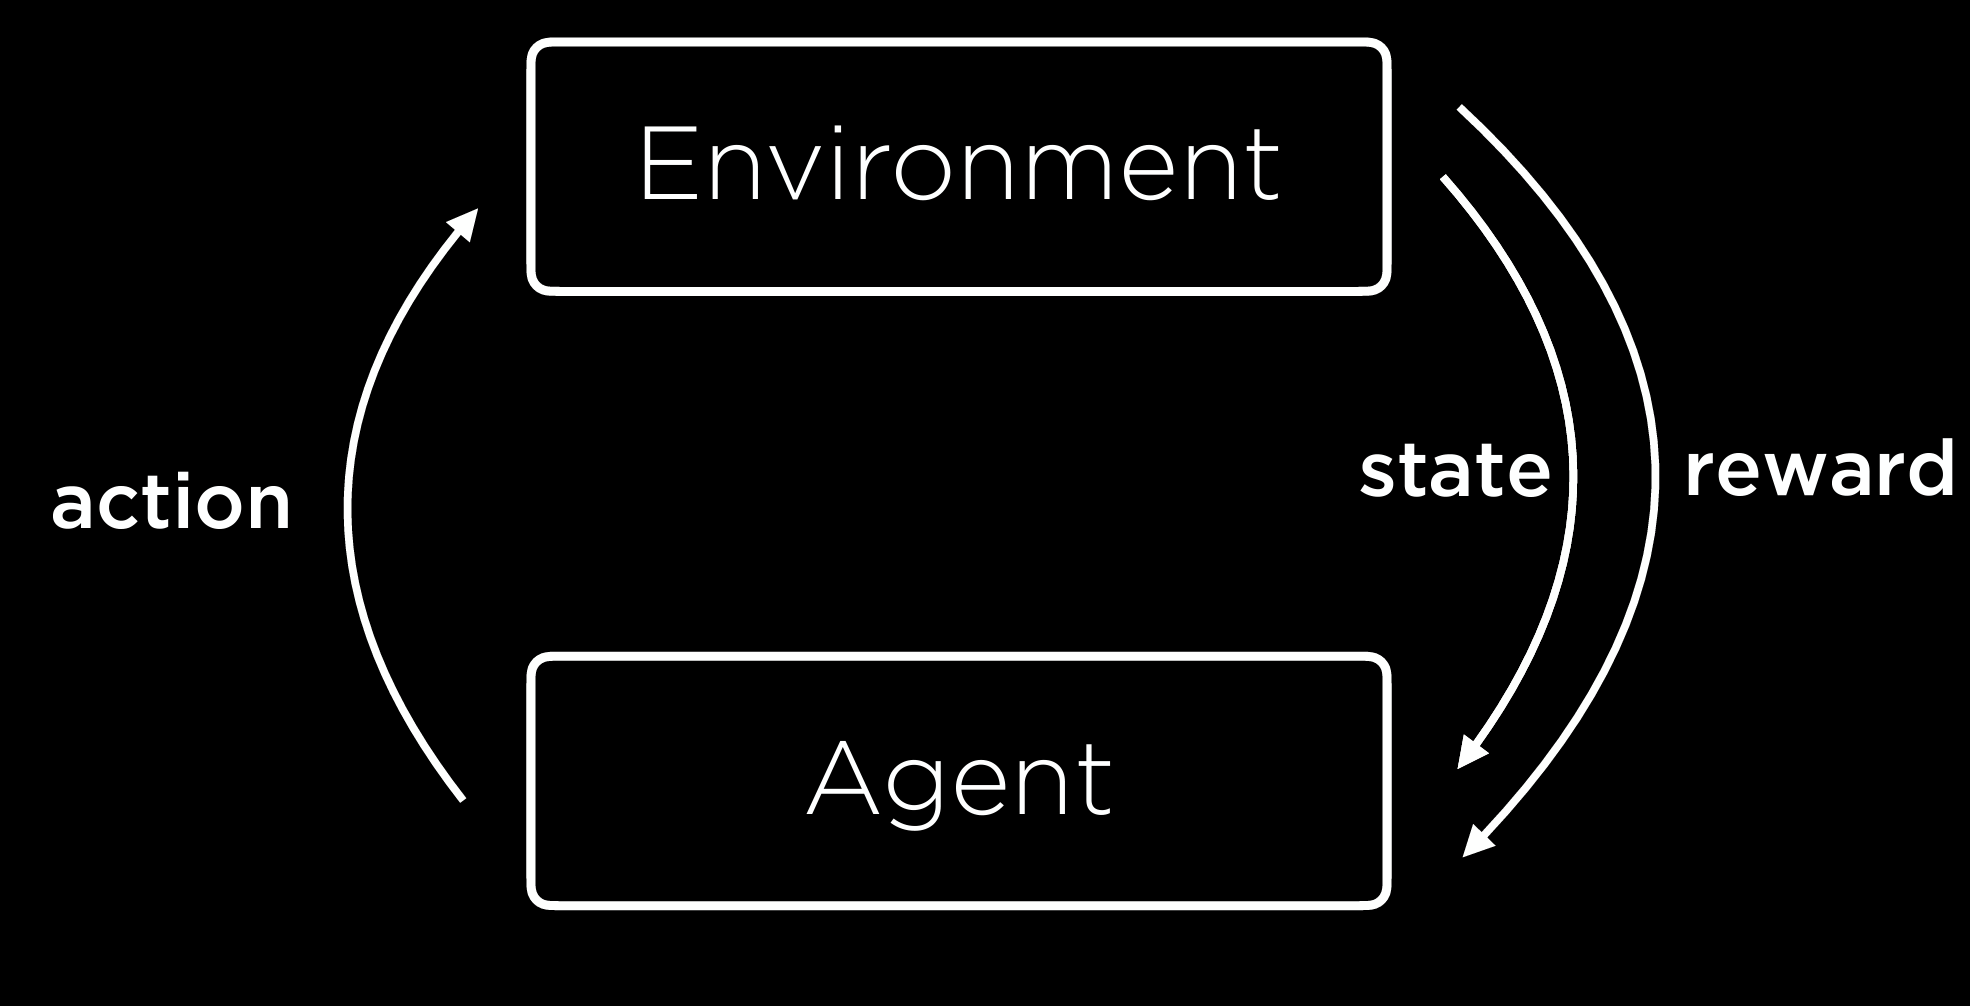 Environment
action
state
reward
Agent